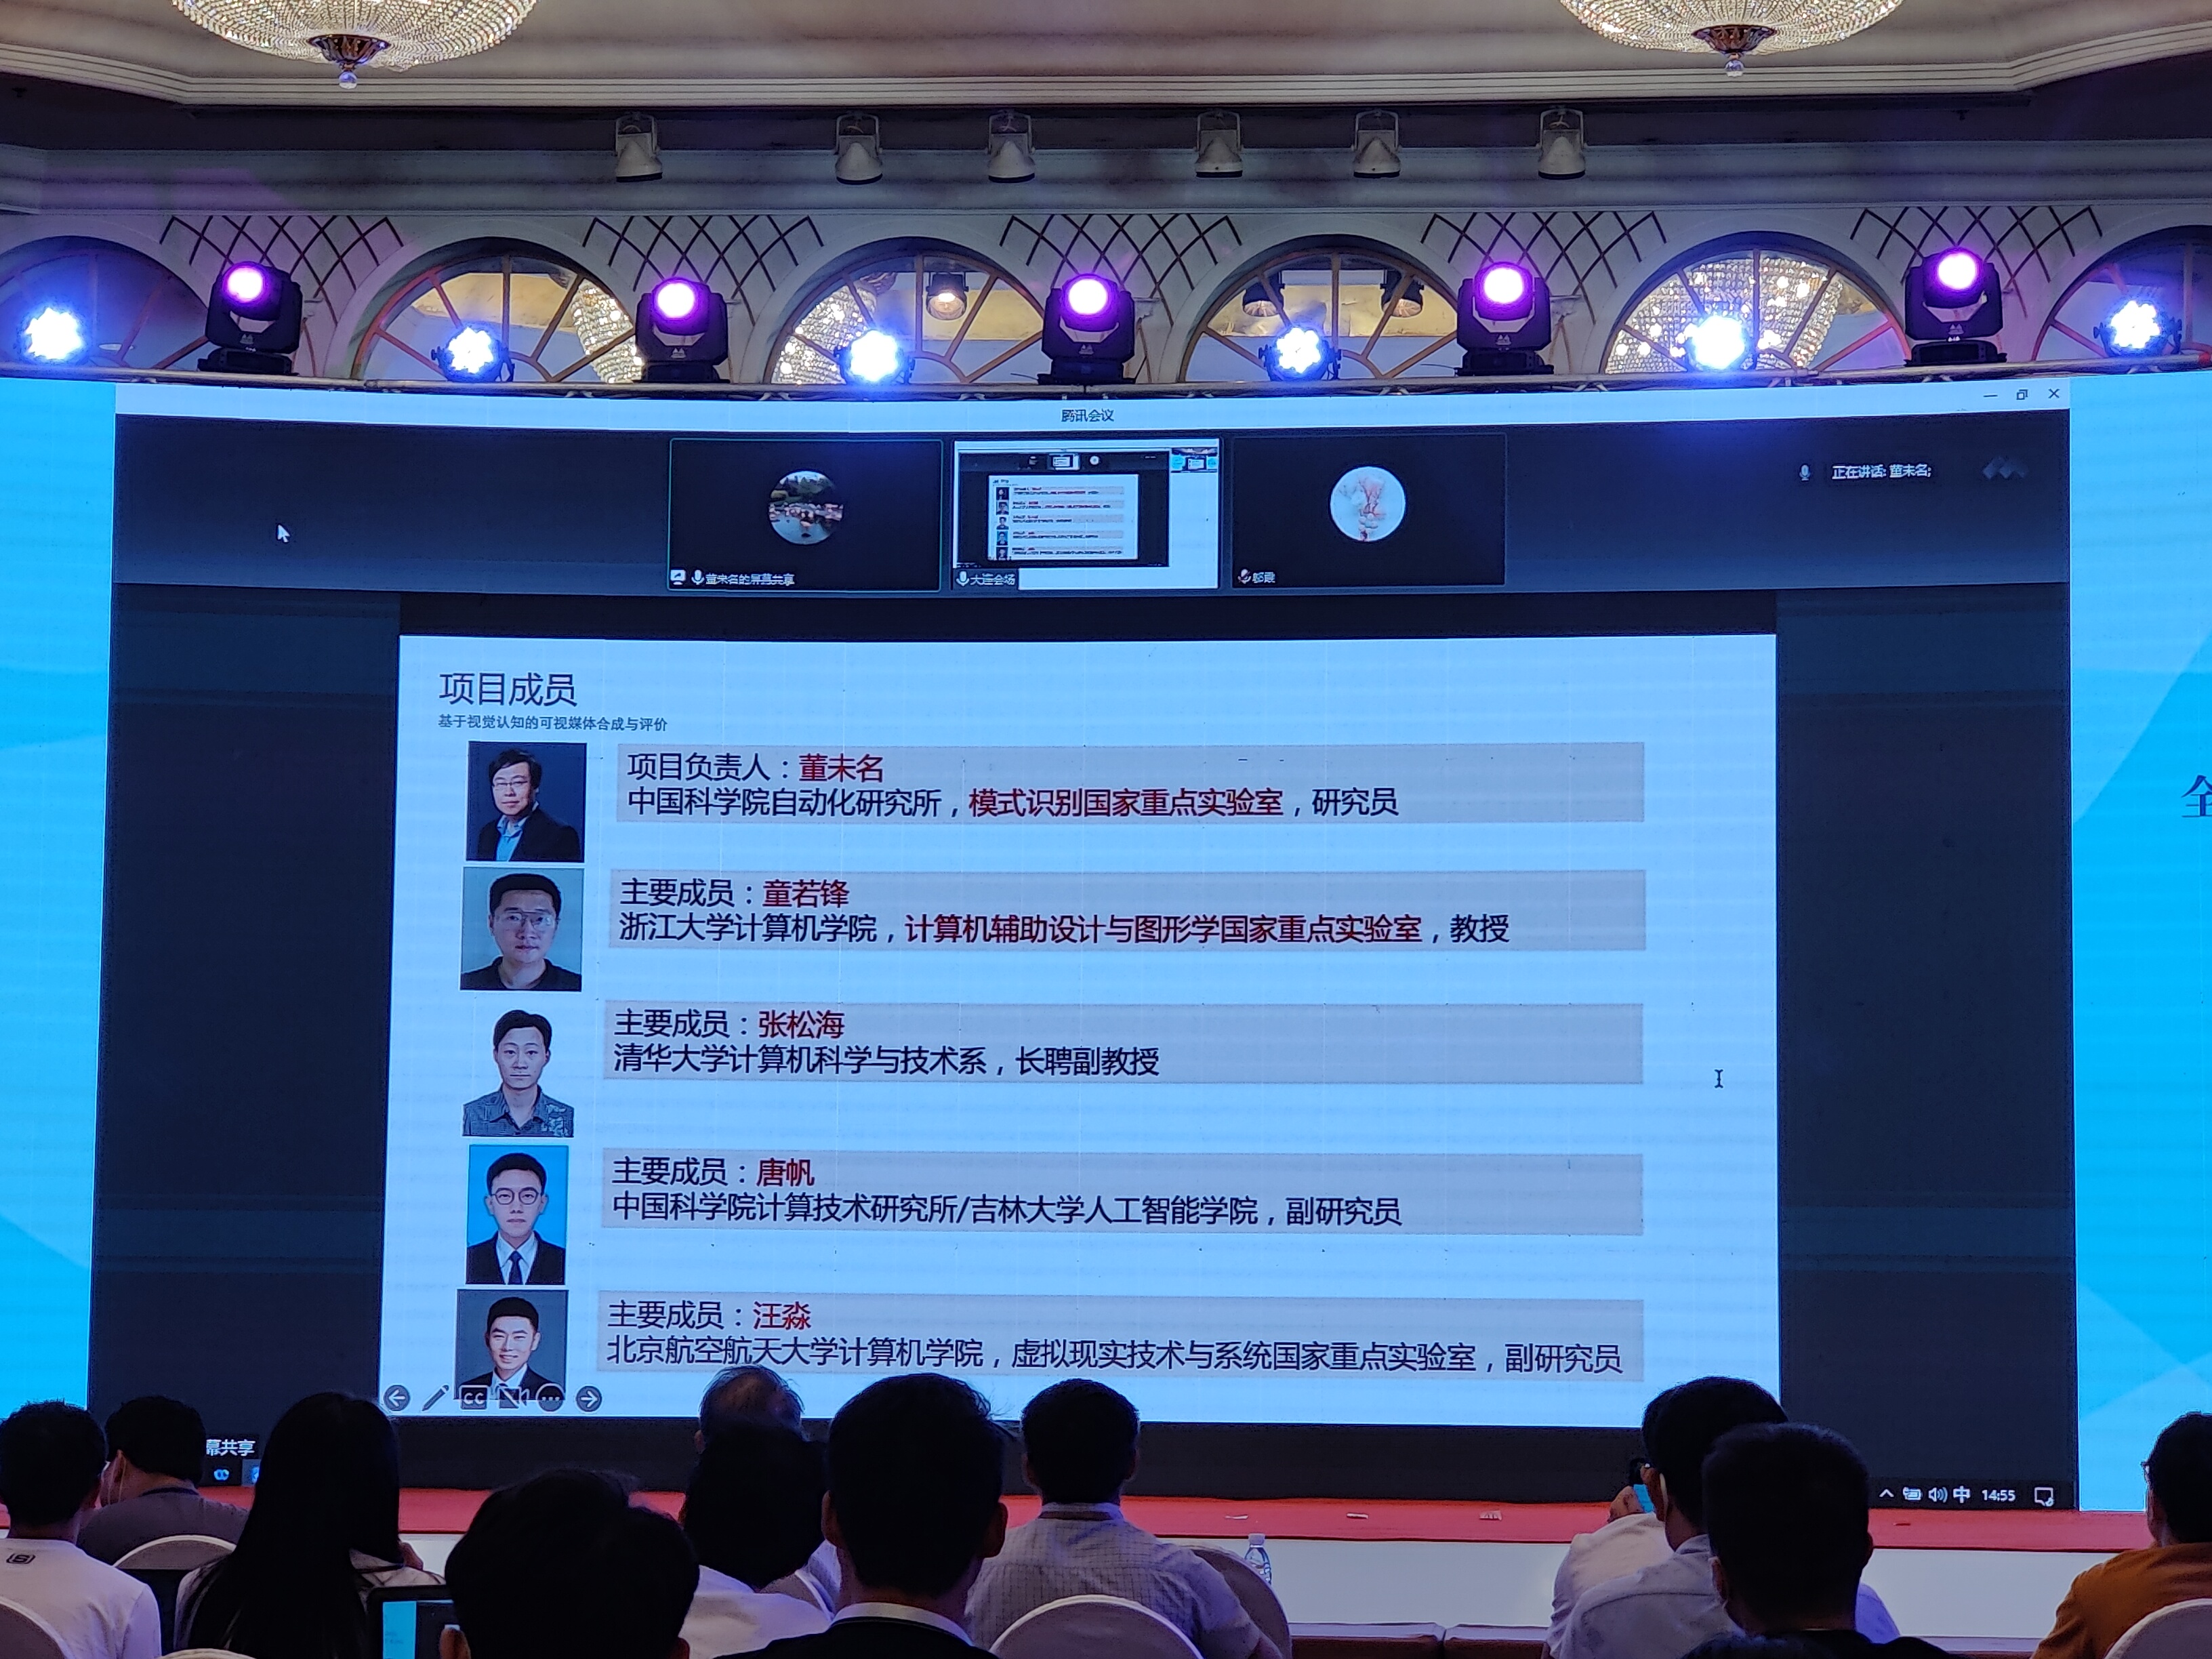 腾讯会议
正在讲话: 董未名;
董未名的屏幕共享
大连会场
项目成员
基于视觉认知的可视媒体合成与评价
项目负责人：董未名
中国科学院自动化研究所，模式识别国家重点实验室，研究员
主要成员：童若锋
浙江大学计算机学院，计算机辅助设计与图形学国家重点实验室，教授
主要成员：张松海
清华大学计算机科学与技术系，长聘副教授
主要成员：唐帆
中国科学院计算技术研究所/吉林大学人工智能学院，副研究员
主要成员：汪淼
北京航空航天大学计算机学院，虚拟现实技术与系统国家重点实验室，副研究员
CC
幕共享
中 14:55
全